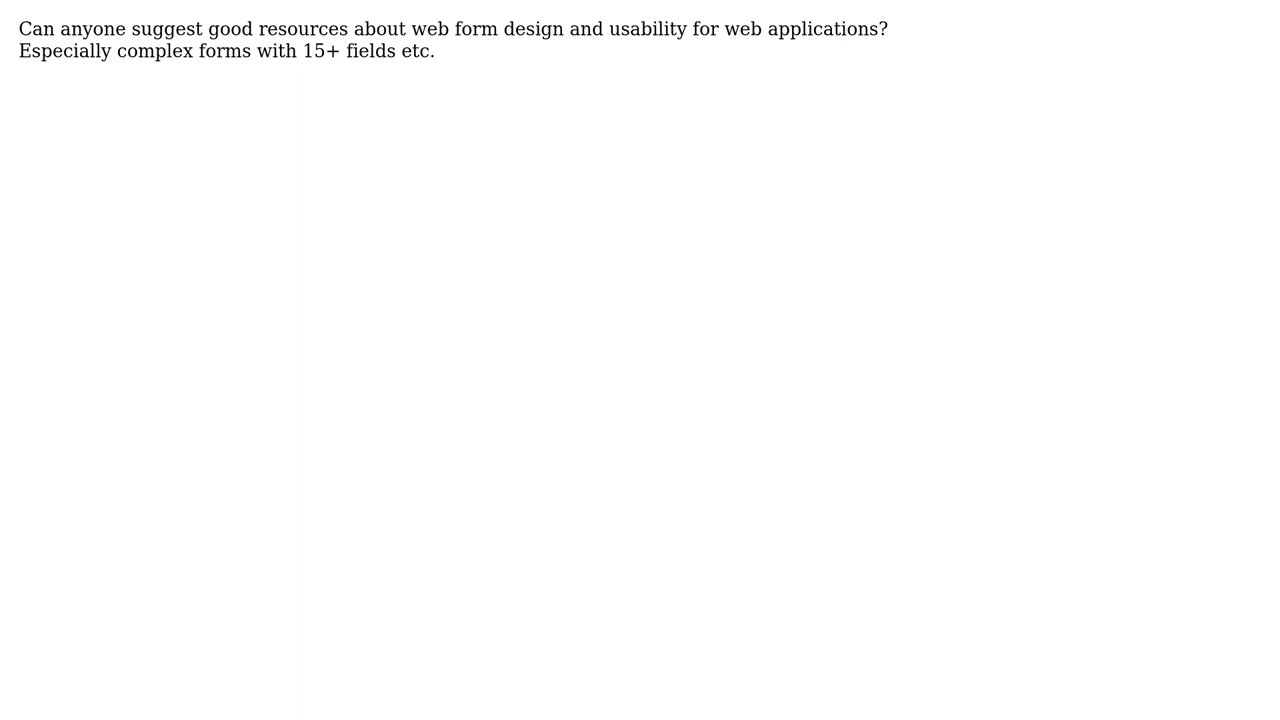 Can anyone suggest good resources about web form design and usability for web applications?
Especially complex forms with 15+ fields etc.